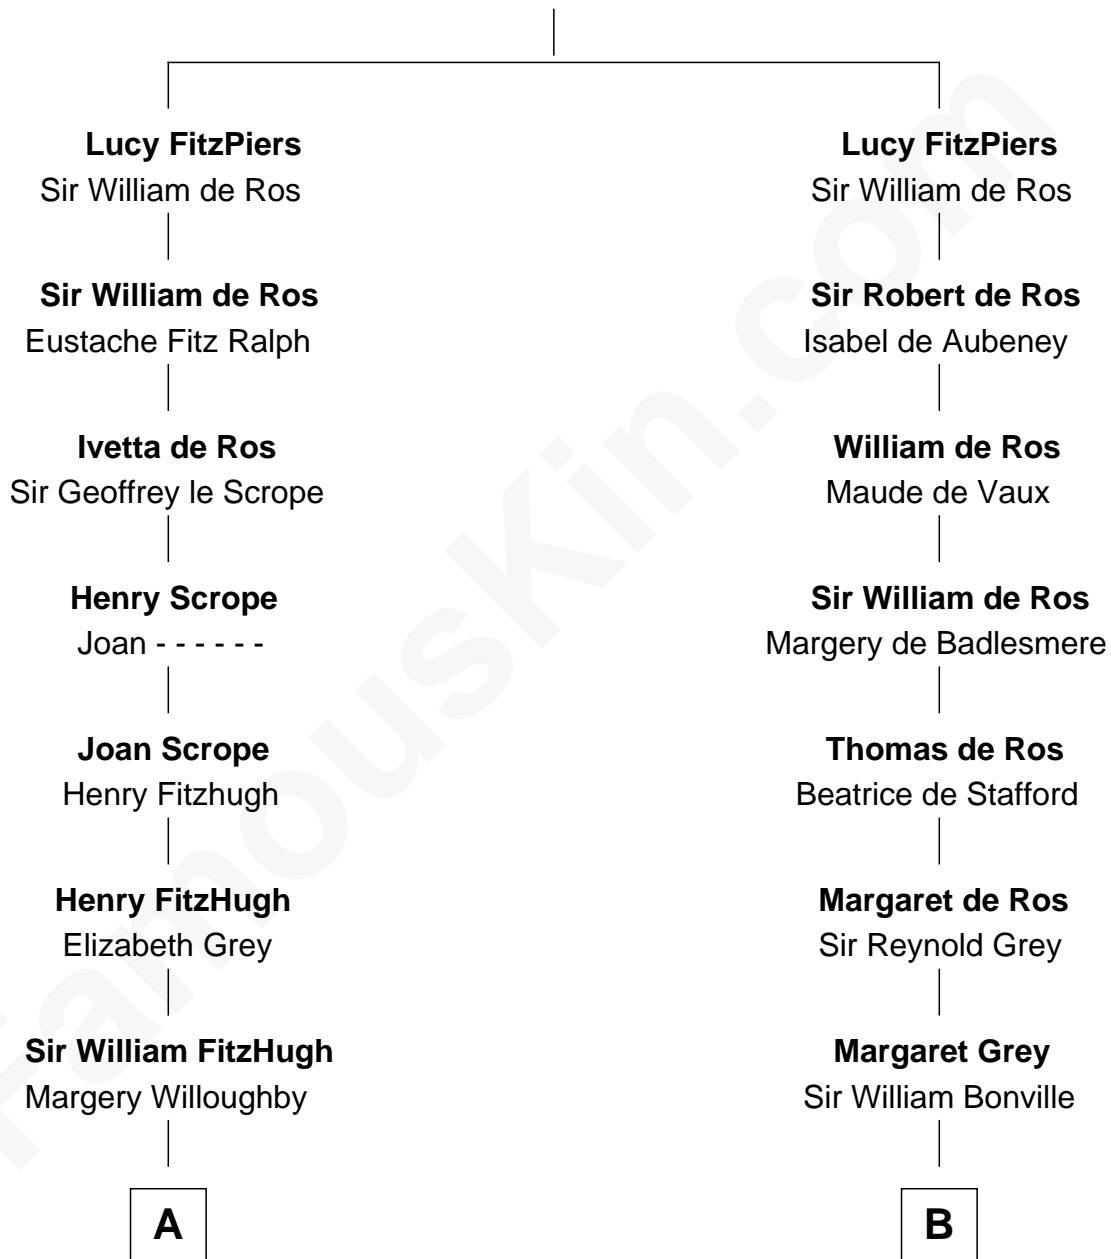 Lucy FitzPiers
Sir William de Ros
Sir William de Ros
Eustache Fitz Ralph
Ivetta de Ros
Sir Geoffrey le Scrope
Henry Scrope
Joan - - - - - -
Joan Scrope
Henry Fitzhugh
Henry FitzHugh
Elizabeth Grey
Sir William FitzHugh
Margery Willoughby
A
Lucy FitzPiers
Sir William de Ros
Sir Robert de Ros
Isabel de Aubeney
William de Ros
Maude de Vaux
Sir William de Ros
Margery de Badlesmere
Thomas de Ros
Beatrice de Stafford
Margaret de Ros
Sir Reynold Grey
Margaret Grey
Sir William Bonville
B
FamousKin.com